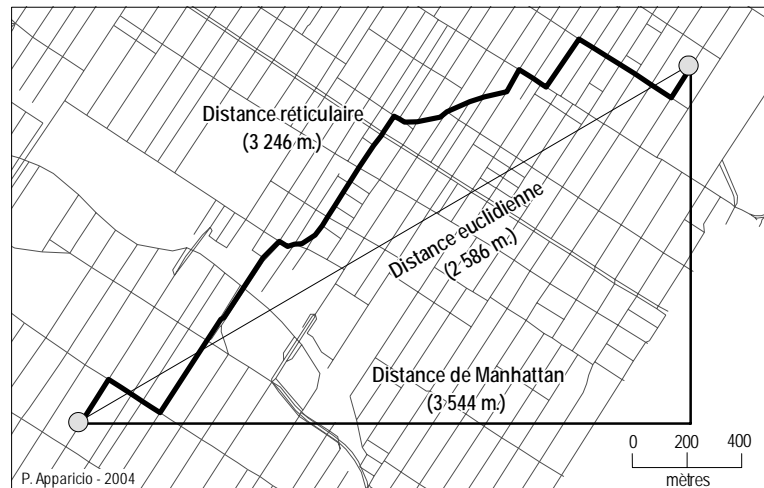 Distance réticulaire
(3 246 m.)
Distance euclidienne
(2 586 m.)
Distance de Manhattan
(3 544 m.)
0 200 400
mètres
P. Apparicio - 2004